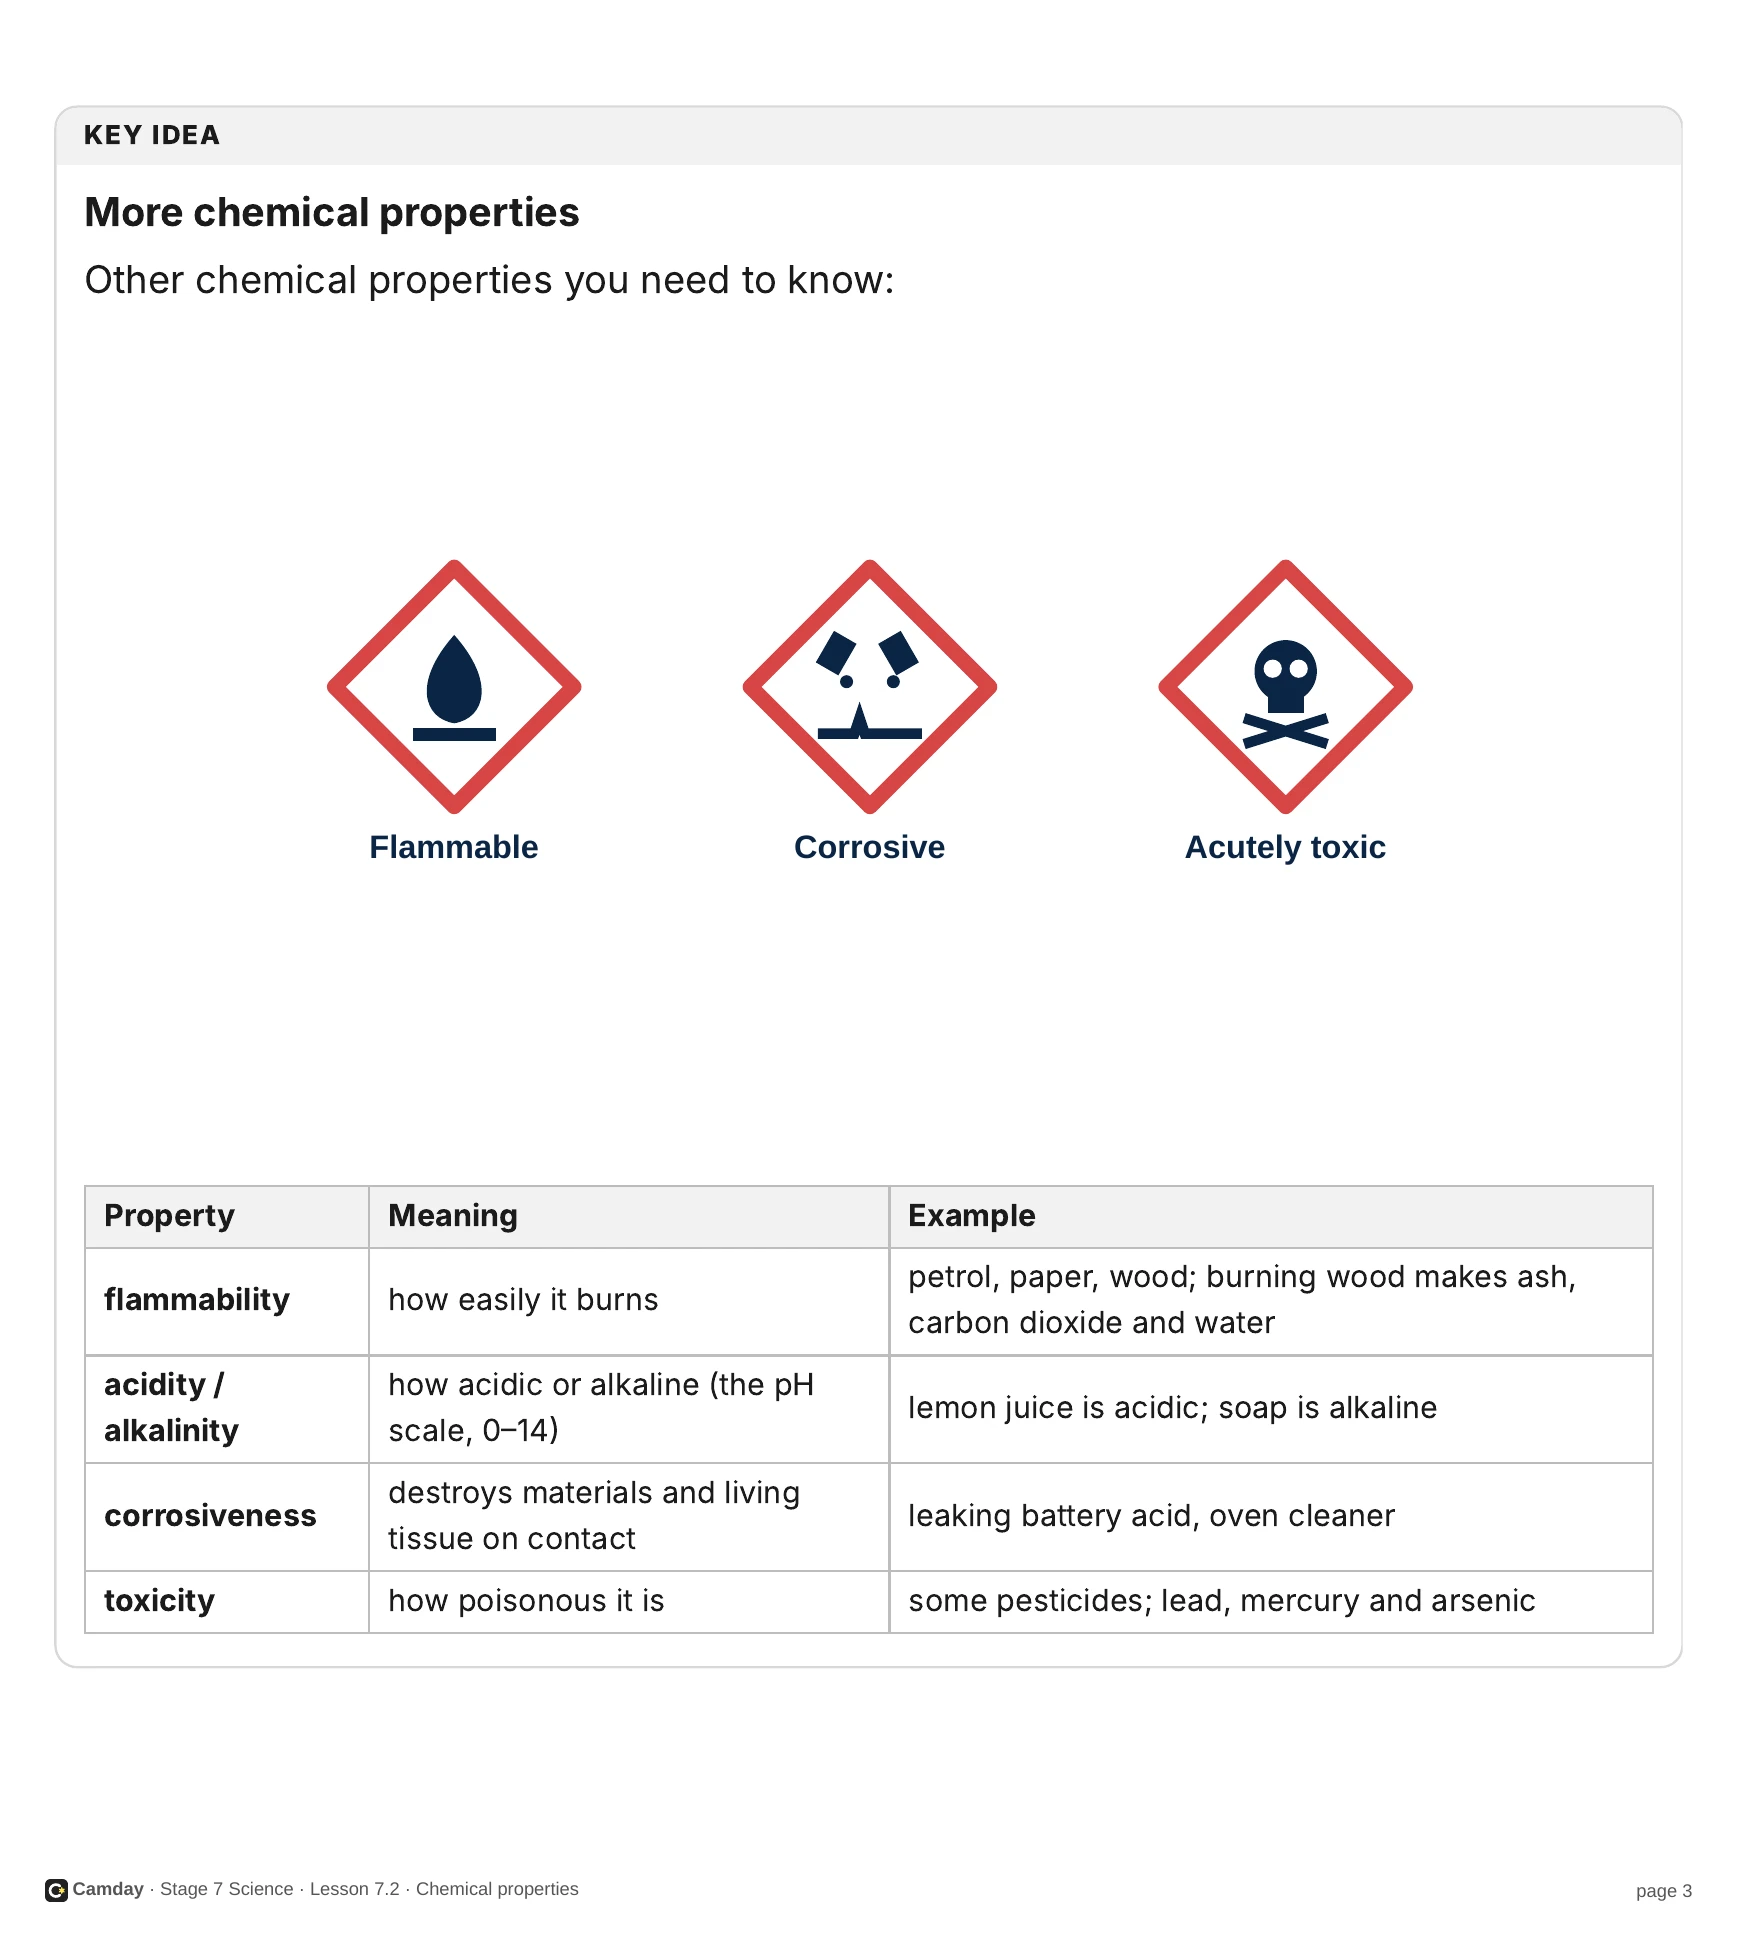 KEY IDEA
More chemical properties
Other chemical properties you need to know:
Flammable
Corrosive
Acutely toxic
Property
Meaning
Example
flammability
how easily it burns
petrol, paper, wood; burning wood makes ash,
carbon dioxide and water
acidity /
alkalinity
how acidic or alkaline (the pH
scale, 0–14)
lemon juice is acidic; soap is alkaline
corrosiveness
destroys materials and living
tissue on contact
leaking battery acid, oven cleaner
toxicity
how poisonous it is
some pesticides; lead, mercury and arsenic
Camday · Stage 7 Science · Lesson 7.2 · Chemical properties
page 3